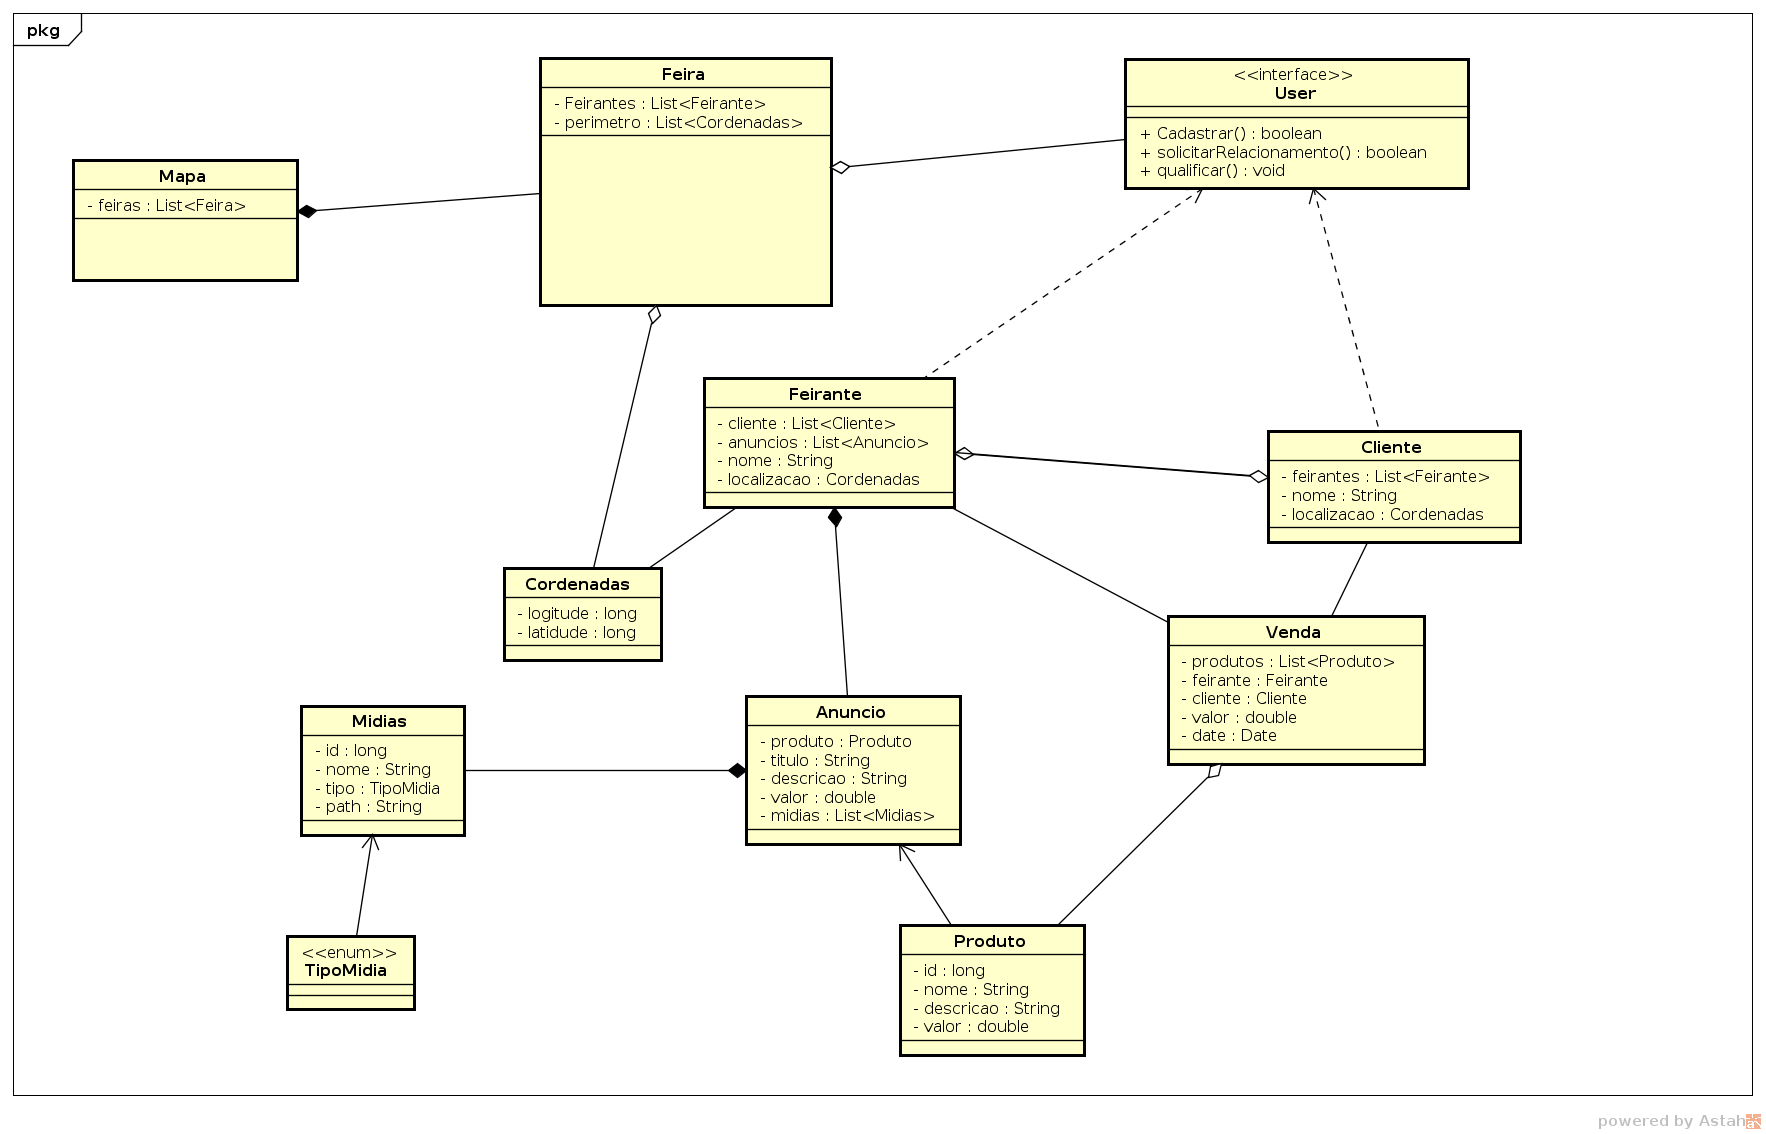 pkg
Feira
- Feirantes : List<Feirante>
- perimetro : List<Cordenadas>
<<interface>>
User
+ Cadastrar() : boolean
+ solicitarRelacionamento() : boolean
+ qualificar() : void
Mapa
- feiras : List<Feira>
Feirante
- cliente : List<Cliente>
- anuncios : List<Anuncio>
- nome : String
- localizacao : Cordenadas
Cliente
- feirantes : List<Feirante>
- nome : String
- localizacao : Cordenadas
Cordenadas
- logitude : long
- latidude : long
Venda
- produtos : List<Produto>
- feirante : Feirante
- cliente : Cliente
- valor : double
- date : Date
Midias
- id : long
- nome : String
- tipo : TipoMidia
- path : String
Anuncio
- produto : Produto
- titulo : String
- descricao : String
- valor : double
- midias : List<Midias>
<<enum>>
TipoMidia
Produto
- id : long
- nome : String
- descricao : String
- valor : double
powered by Astah